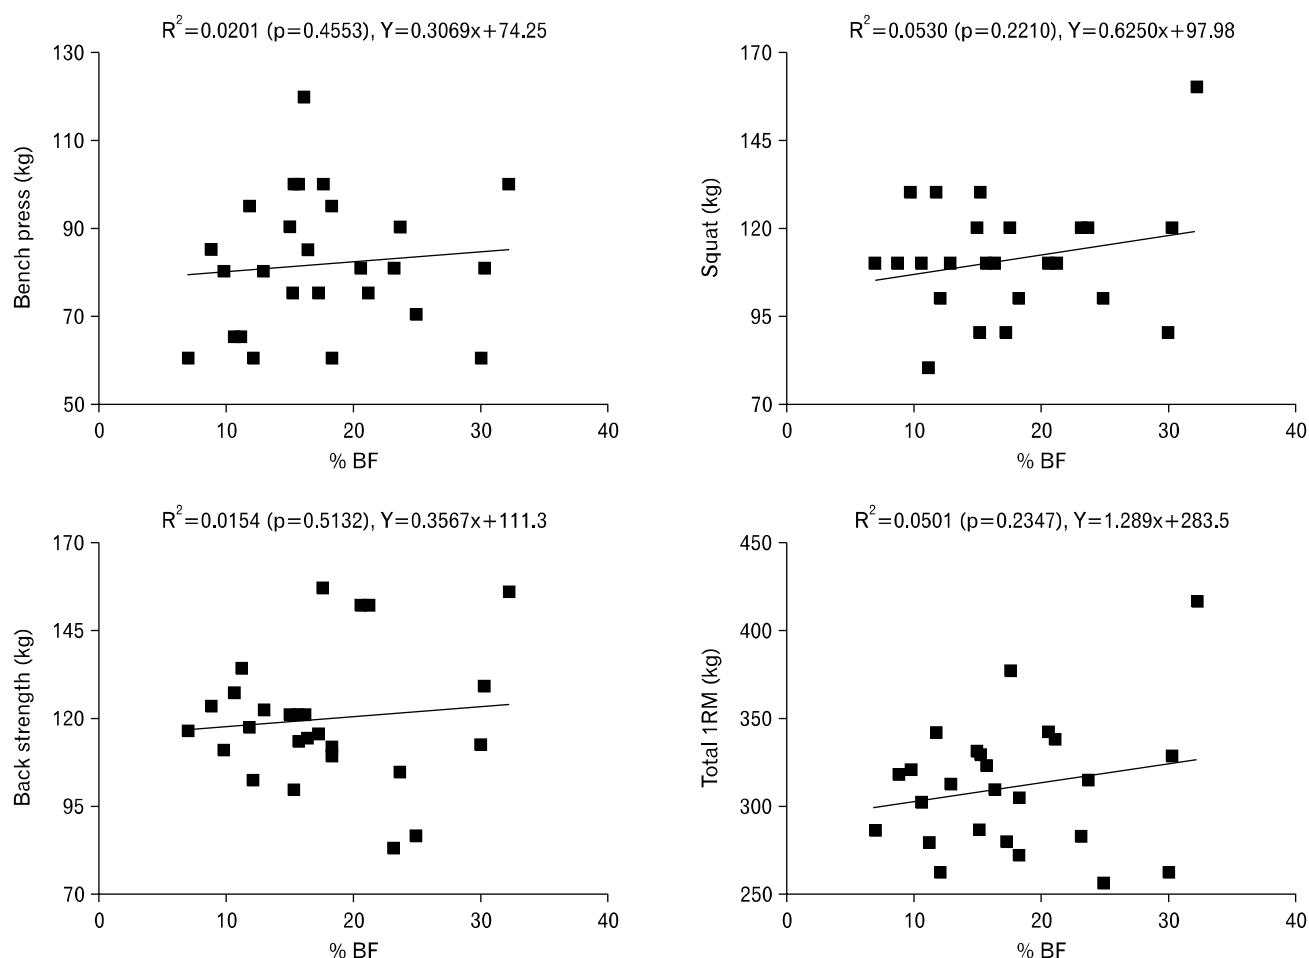 R²=0.0201 (p=0.4553), Y=0.3069x+74.25
130
110
90
70
50
Bench press (kg)
0 10 20 30 40
% BF
R²=0.0530 (p=0.2210), Y=0.6250x+97.98
170
145
120
95
70
Squat (kg)
0 10 20 30 40
% BF
R²=0.0154 (p=0.5132), Y=0.3567x+111.3
170
145
120
95
70
Back strength (kg)
0 10 20 30 40
% BF
R²=0.0501 (p=0.2347), Y=1.289x+283.5
450
400
350
300
250
Total 1RM (kg)
0 10 20 30 40
% BF